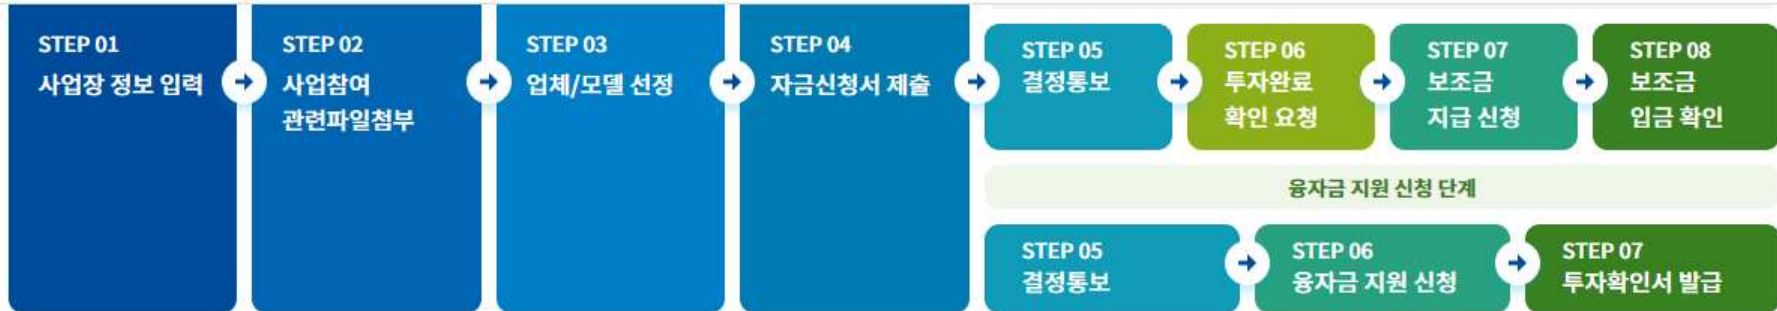 STEP 01
사업장 정보 입력
STEP 02
사업참여
관련파일첨부
STEP 03
업체/모델 선정
STEP 04
자금신청서 제출
STEP 05
결정통보
STEP 06
투자완료
확인 요청
STEP 07
보조금
지급 신청
STEP 08
보조금
입금 확인
융자금 지원 신청 단계
STEP 05
결정통보
STEP 06
융자금 지원 신청
STEP 07
투자확인서 발급